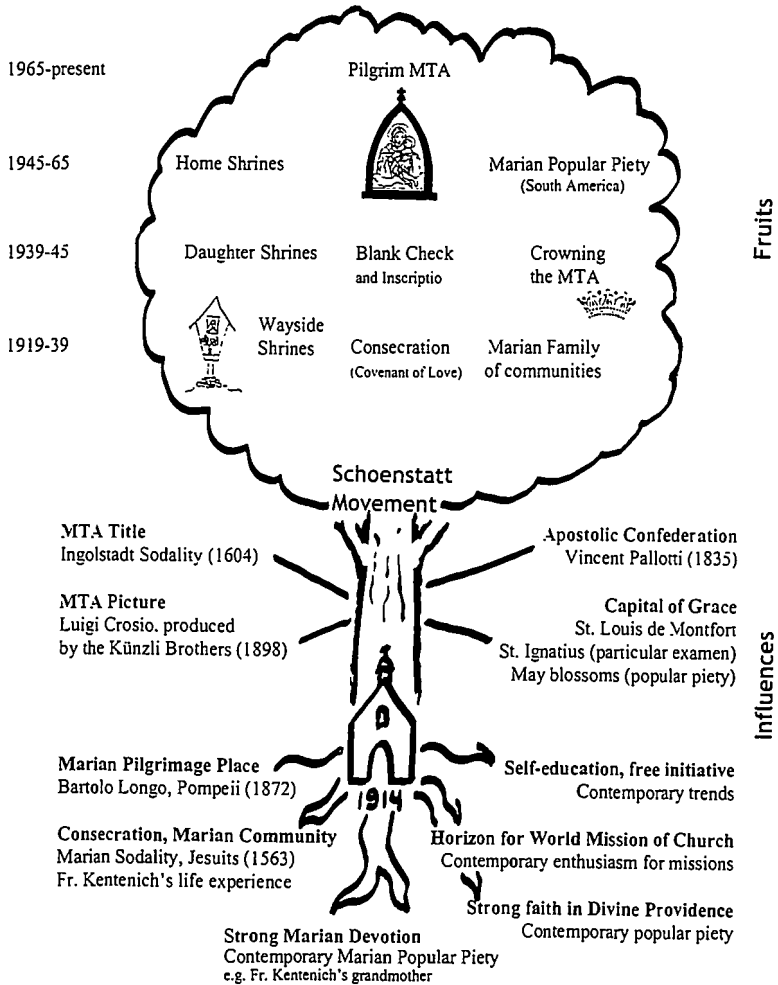 1965-present
Pilgrim MTA
1945-65
Home Shrines
Marian Popular Piety
(South America)
Fruits
1939-45
Daughter Shrines
Blank Check
and Inscriptio
Crowning
the MTA
1919-39
Wayside
Shrines
Consecration
(Covenant of Love)
Marian Family
of communities
Schoenstatt
Movement
MTA Title
Ingolstadt Sodality (1604)
Apostolic Confederation
Vincent Pallotti (1835)
MTA Picture
Luigi Crosio. produced
by the Künzli Brothers (1898)
Capital of Grace
St. Louis de Montfort
St. Ignatius (particular examen)
May blossoms (popular piety)
Influences
Marian Pilgrimage Place
Bartolo Longo, Pompeii (1872)
Self-education, free initiative
Contemporary trends
1914
Consecration, Marian Community
Marian Sodality, Jesuits (1563)
Fr. Kentenich's life experience
Horizon for World Mission of Church
Contemporary enthusiasm for missions
Strong faith in Divine Providence
Contemporary popular piety
Strong Marian Devotion
Contemporary Marian Popular Piety
e.g. Fr. Kentenich's grandmother